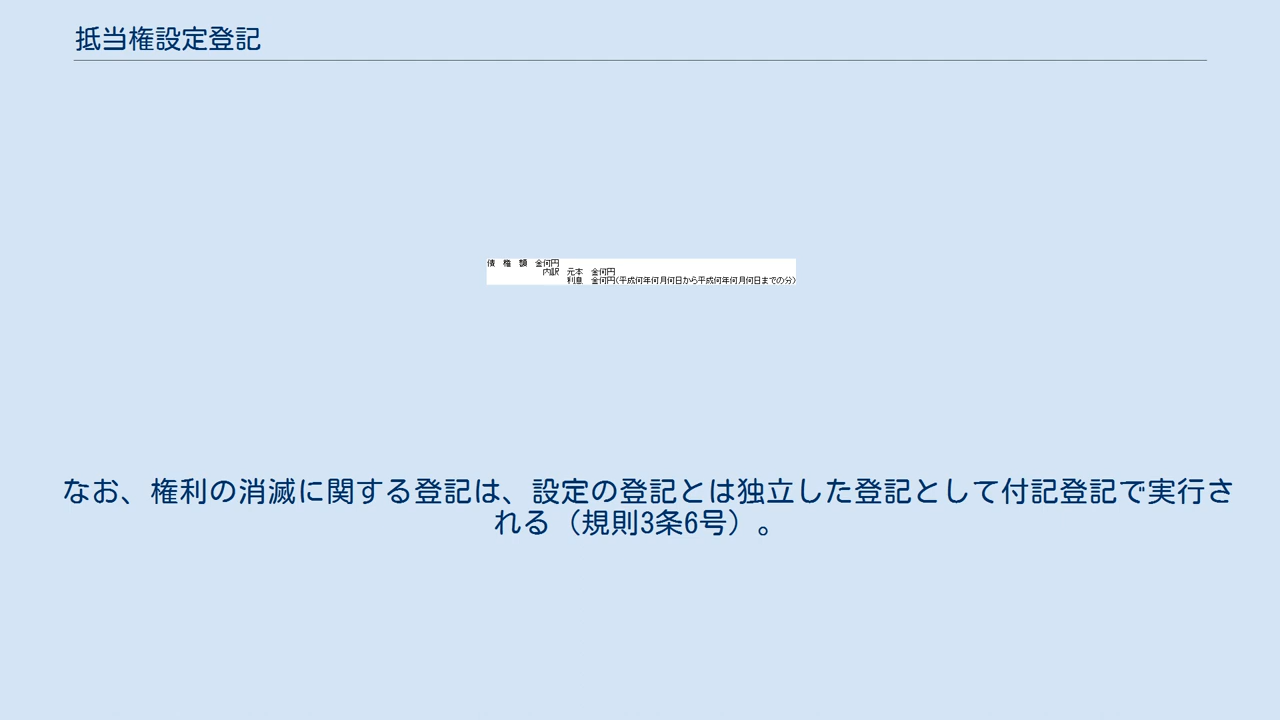 抵当権設定登記
債　権　額　金何円
内訳　元本　金何円
利息　金何円(平成何年何月何日から平成何年何月何日までの分)
なお、権利の消滅に関する登記は、設定の登記とは独立した登記として付記登記で実行さ
れる（規則3条6号）。